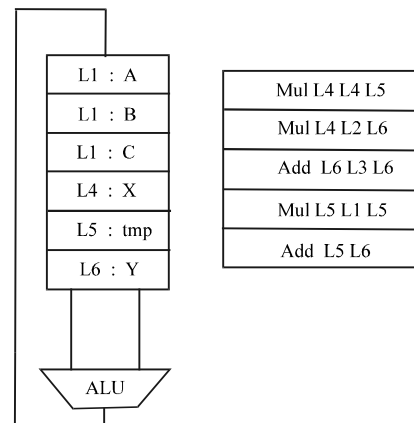 L1 : A
L1 : B
L1 : C
L4 : X
L5 : tmp
L6 : Y
ALU
Mul L4 L4 L5
Mul L4 L2 L6
Add L6 L3 L6
Mul L5 L1 L5
Add L5 L6